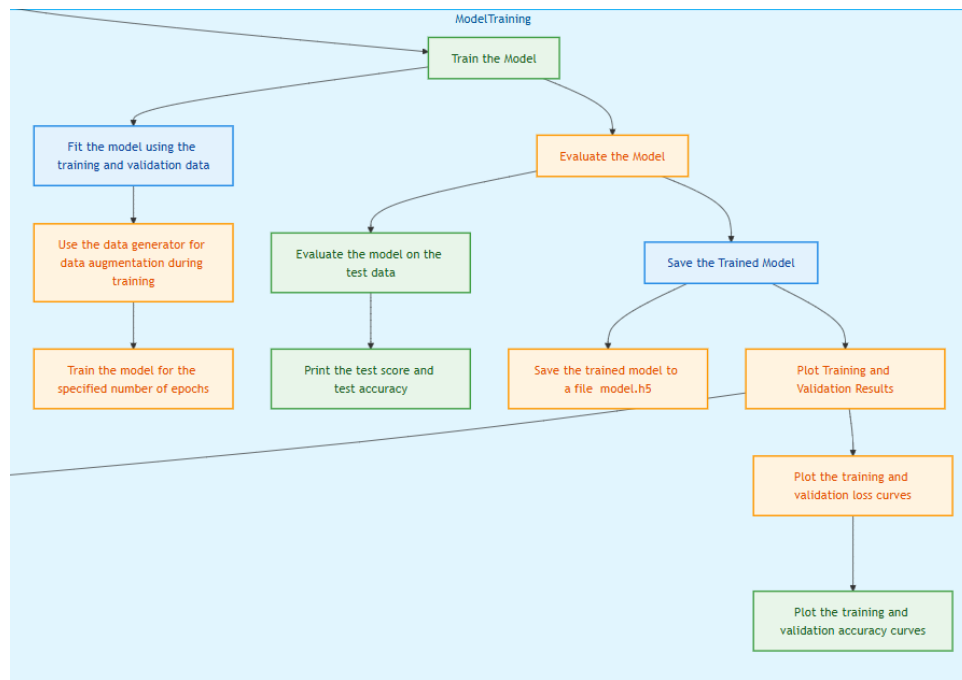 ModelTraining
Train the Model
Fit the model using the
training and validation data
Evaluate the Model
Use the data generator for
data augmentation during
training
Evaluate the model on the
test data
Save the Trained Model
Train the model for the
specified number of epochs
Print the test score and
test accuracy
Save the trained model to
a file model.h5
Plot Training and
Validation Results
Plot the training and
validation loss curves
Plot the training and
validation accuracy curves